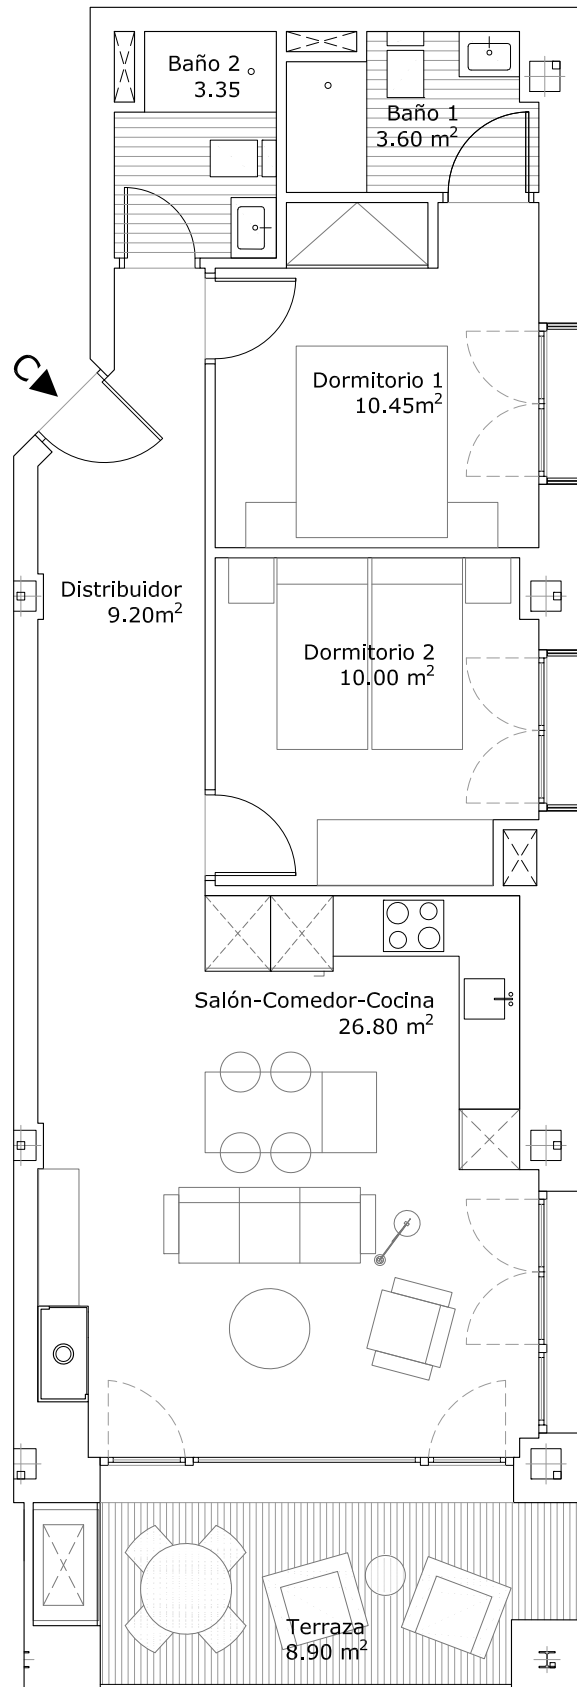 Baño 2
3.35
Baño 1
3.60 m²
C
Dormitorio 1
10.45m²
Distribuidor
9.20m²
Dormitorio 2
10.00 m²
Salón-Comedor-Cocina
26.80 m²
Terraza
8.90 m²